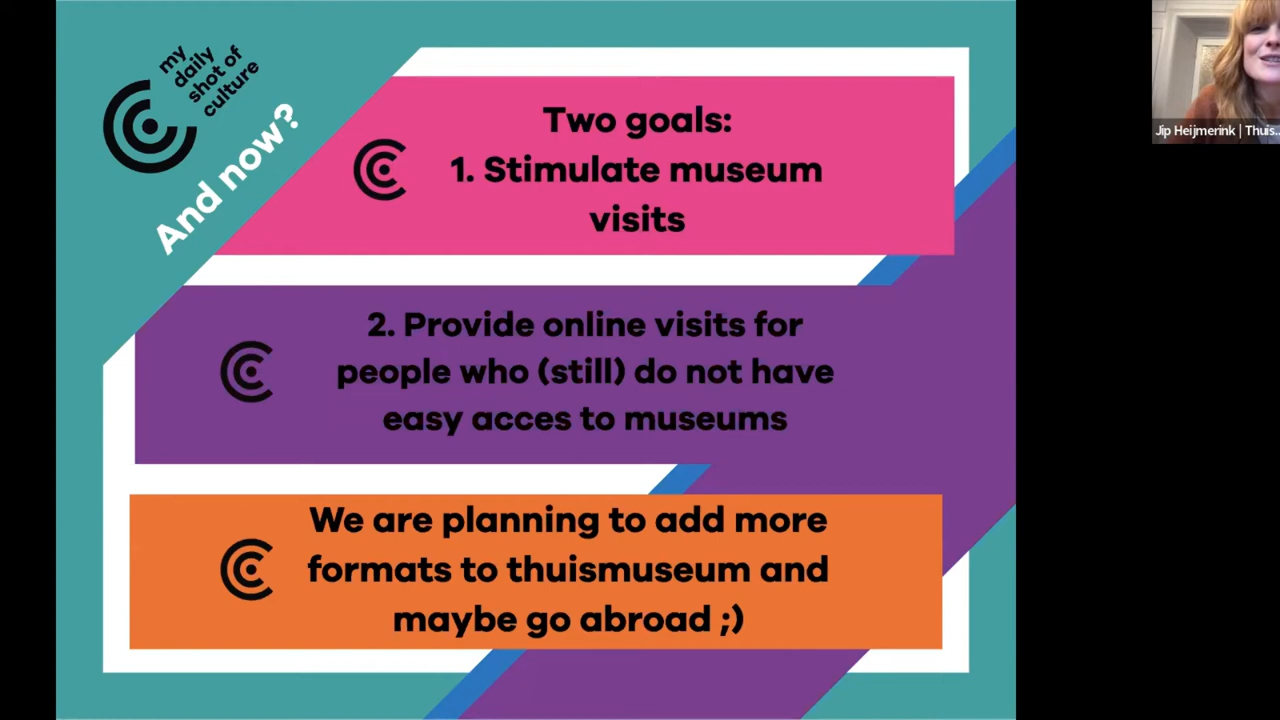 my
daily
shot of
culture
And now?
Two goals:
1. Stimulate museum
visits
2. Provide online visits for
people who (still) do not have
easy acces to museums
We are planning to add more
formats to thuismuseum and
maybe go abroad ;)
Jip Heijmerink | Thuis...